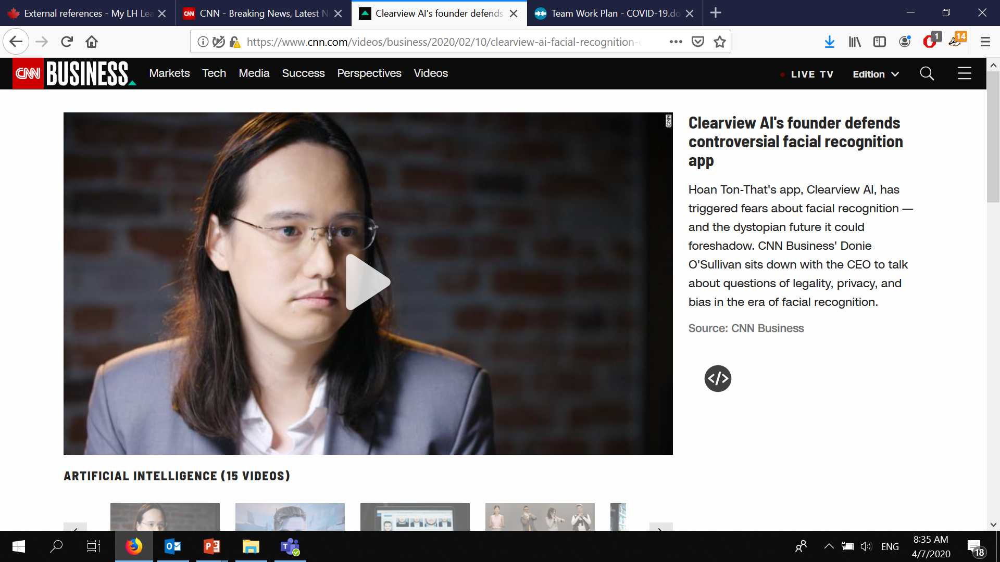 External references - My LH Lea
CNN - Breaking News, Latest N
Clearview AI's founder defends
Team Work Plan - COVID-19.do
https://www.cnn.com/videos/business/2020/02/10/clearview-ai-facial-recognition-
1
14
CNN BUSINESS
Markets
Tech
Media
Success
Perspectives
Videos
LIVE TV
Edition
CNN
Clearview AI's founder defends
controversial facial recognition
app
Hoan Ton-That's app, Clearview AI, has
triggered fears about facial recognition —
and the dystopian future it could
foreshadow. CNN Business' Donie
O'Sullivan sits down with the CEO to talk
about questions of legality, privacy, and
bias in the era of facial recognition.
Source: CNN Business
</>
ARTIFICIAL INTELLIGENCE (15 VIDEOS)
ENG
8:35 AM
4/7/2020
18